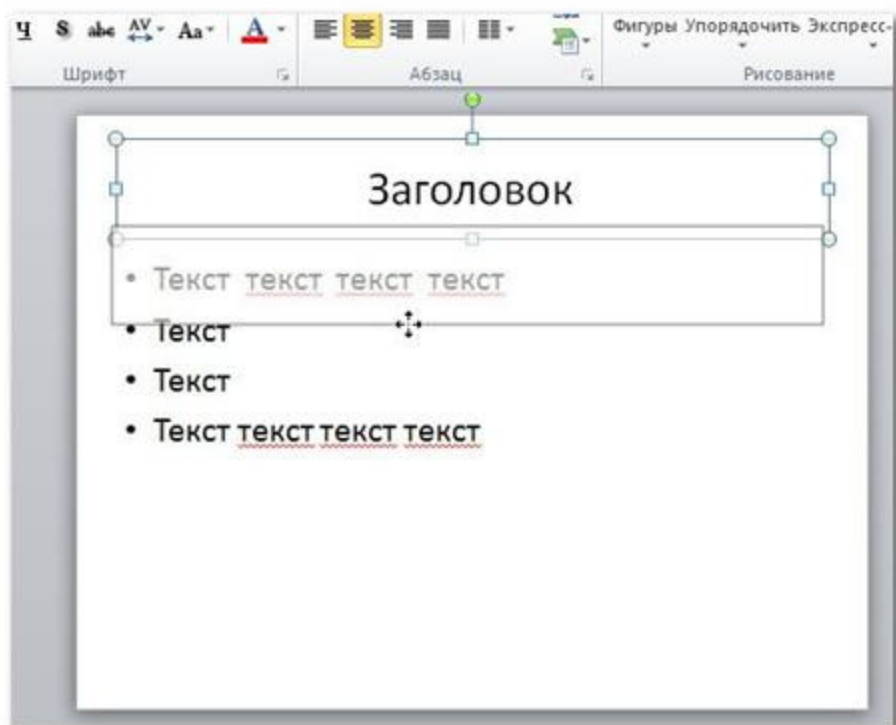 Ч S abc AV Aa А Фигуры Упорядочить Экспресс-
Шрифт Абзац Рисование
Заголовок
• Текст текст текст текст
• Текст
• Текст
• Текст текст текст текст